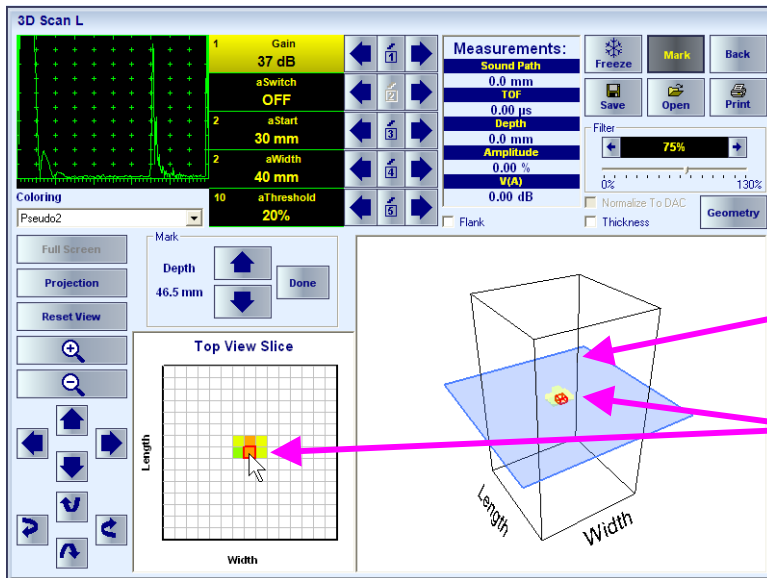 3D Scan L
1 Gain
37 dB
aSwitch
OFF
2 aStart
30 mm
2 aWidth
40 mm
10 aThreshold
20%
1
2
3
4
5
Measurements:
Sound Path
0.0 mm
TOF
0.00 µs
Depth
0.0 mm
Amplitude
0.00 %
V(A)
0.00 dB
Flank
Freeze
Mark
Back
Save
Open
Print
Filter
75%
0% 130%
Normalize To DAC
Thickness
Geometry
Coloring
Pseudo2
Full Screen
Projection
Reset View
Mark
Depth
46.5 mm
Done
Top View Slice
Length
Width
Length
Width